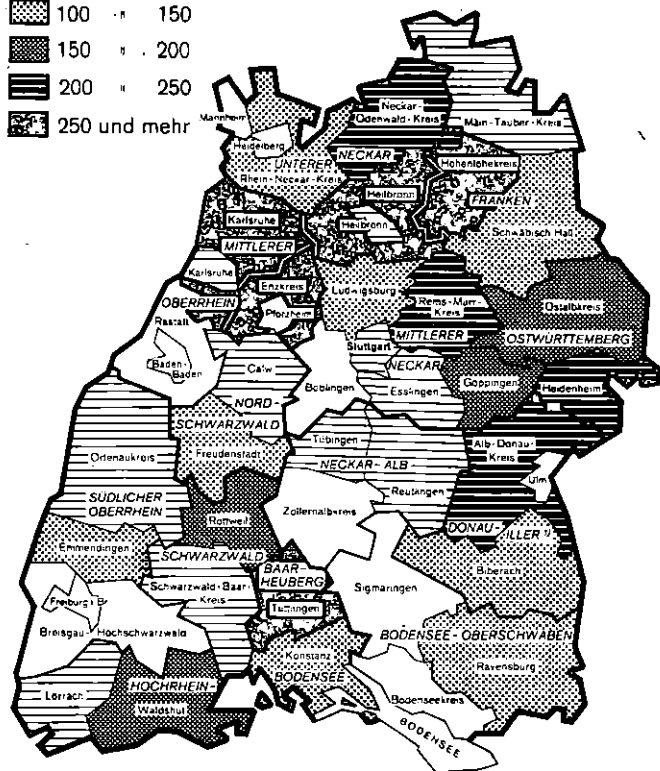 100 " 150
150 " 200
200 " 250
250 und mehr
Mannheim
Heidelberg
UNTERER
Rhein-Neckar-Kreis
Neckar-
Odenwald-Kreis
NECKAR
Main-Tauber-Kreis
Hohenlohekreis
FRANKEN
Heilbronn
Heilbronn
Schwäbisch Hall
Karlsruhe
MITTLERER
Karlsruhe
OBERRHEIN
Enzkreis
Pforzheim
Ludwigsburg
Rems-Murr-
Kreis
MITTLERER
Ostalbkreis
OSTWÜRTTEMBERG
Rastatt
Baden-
Baden
Calw
NORD-
SCHWARZWALD
Freudenstadt
Stuttgart
NECKAR
Böblingen
Esslingen
Göppingen
Heidenheim
Ortenaukreis
SÜDLICHER
OBERRHEIN
Tübingen
NECKAR-ALB
Reutlingen
Zollernalbkreis
Alb-Donau-
Kreis
Ulm
DONAU-
ILLER
Rottweil
Emmendingen
SCHWARZWALD
BAAR-
HEUBERG
Schwarzwald-Baar-
Kreis
Tuttlingen
Sigmaringen
Biberach
Freiburg i.Br.
Breisgau-Hochschwarzwald
Konstanz
BODENSEE
BODENSEE-OBERSCHWABEN
Ravensburg
Lörrach
HOCHRHEIN-
Waldshut
Bodenseekreis
BODENSEE